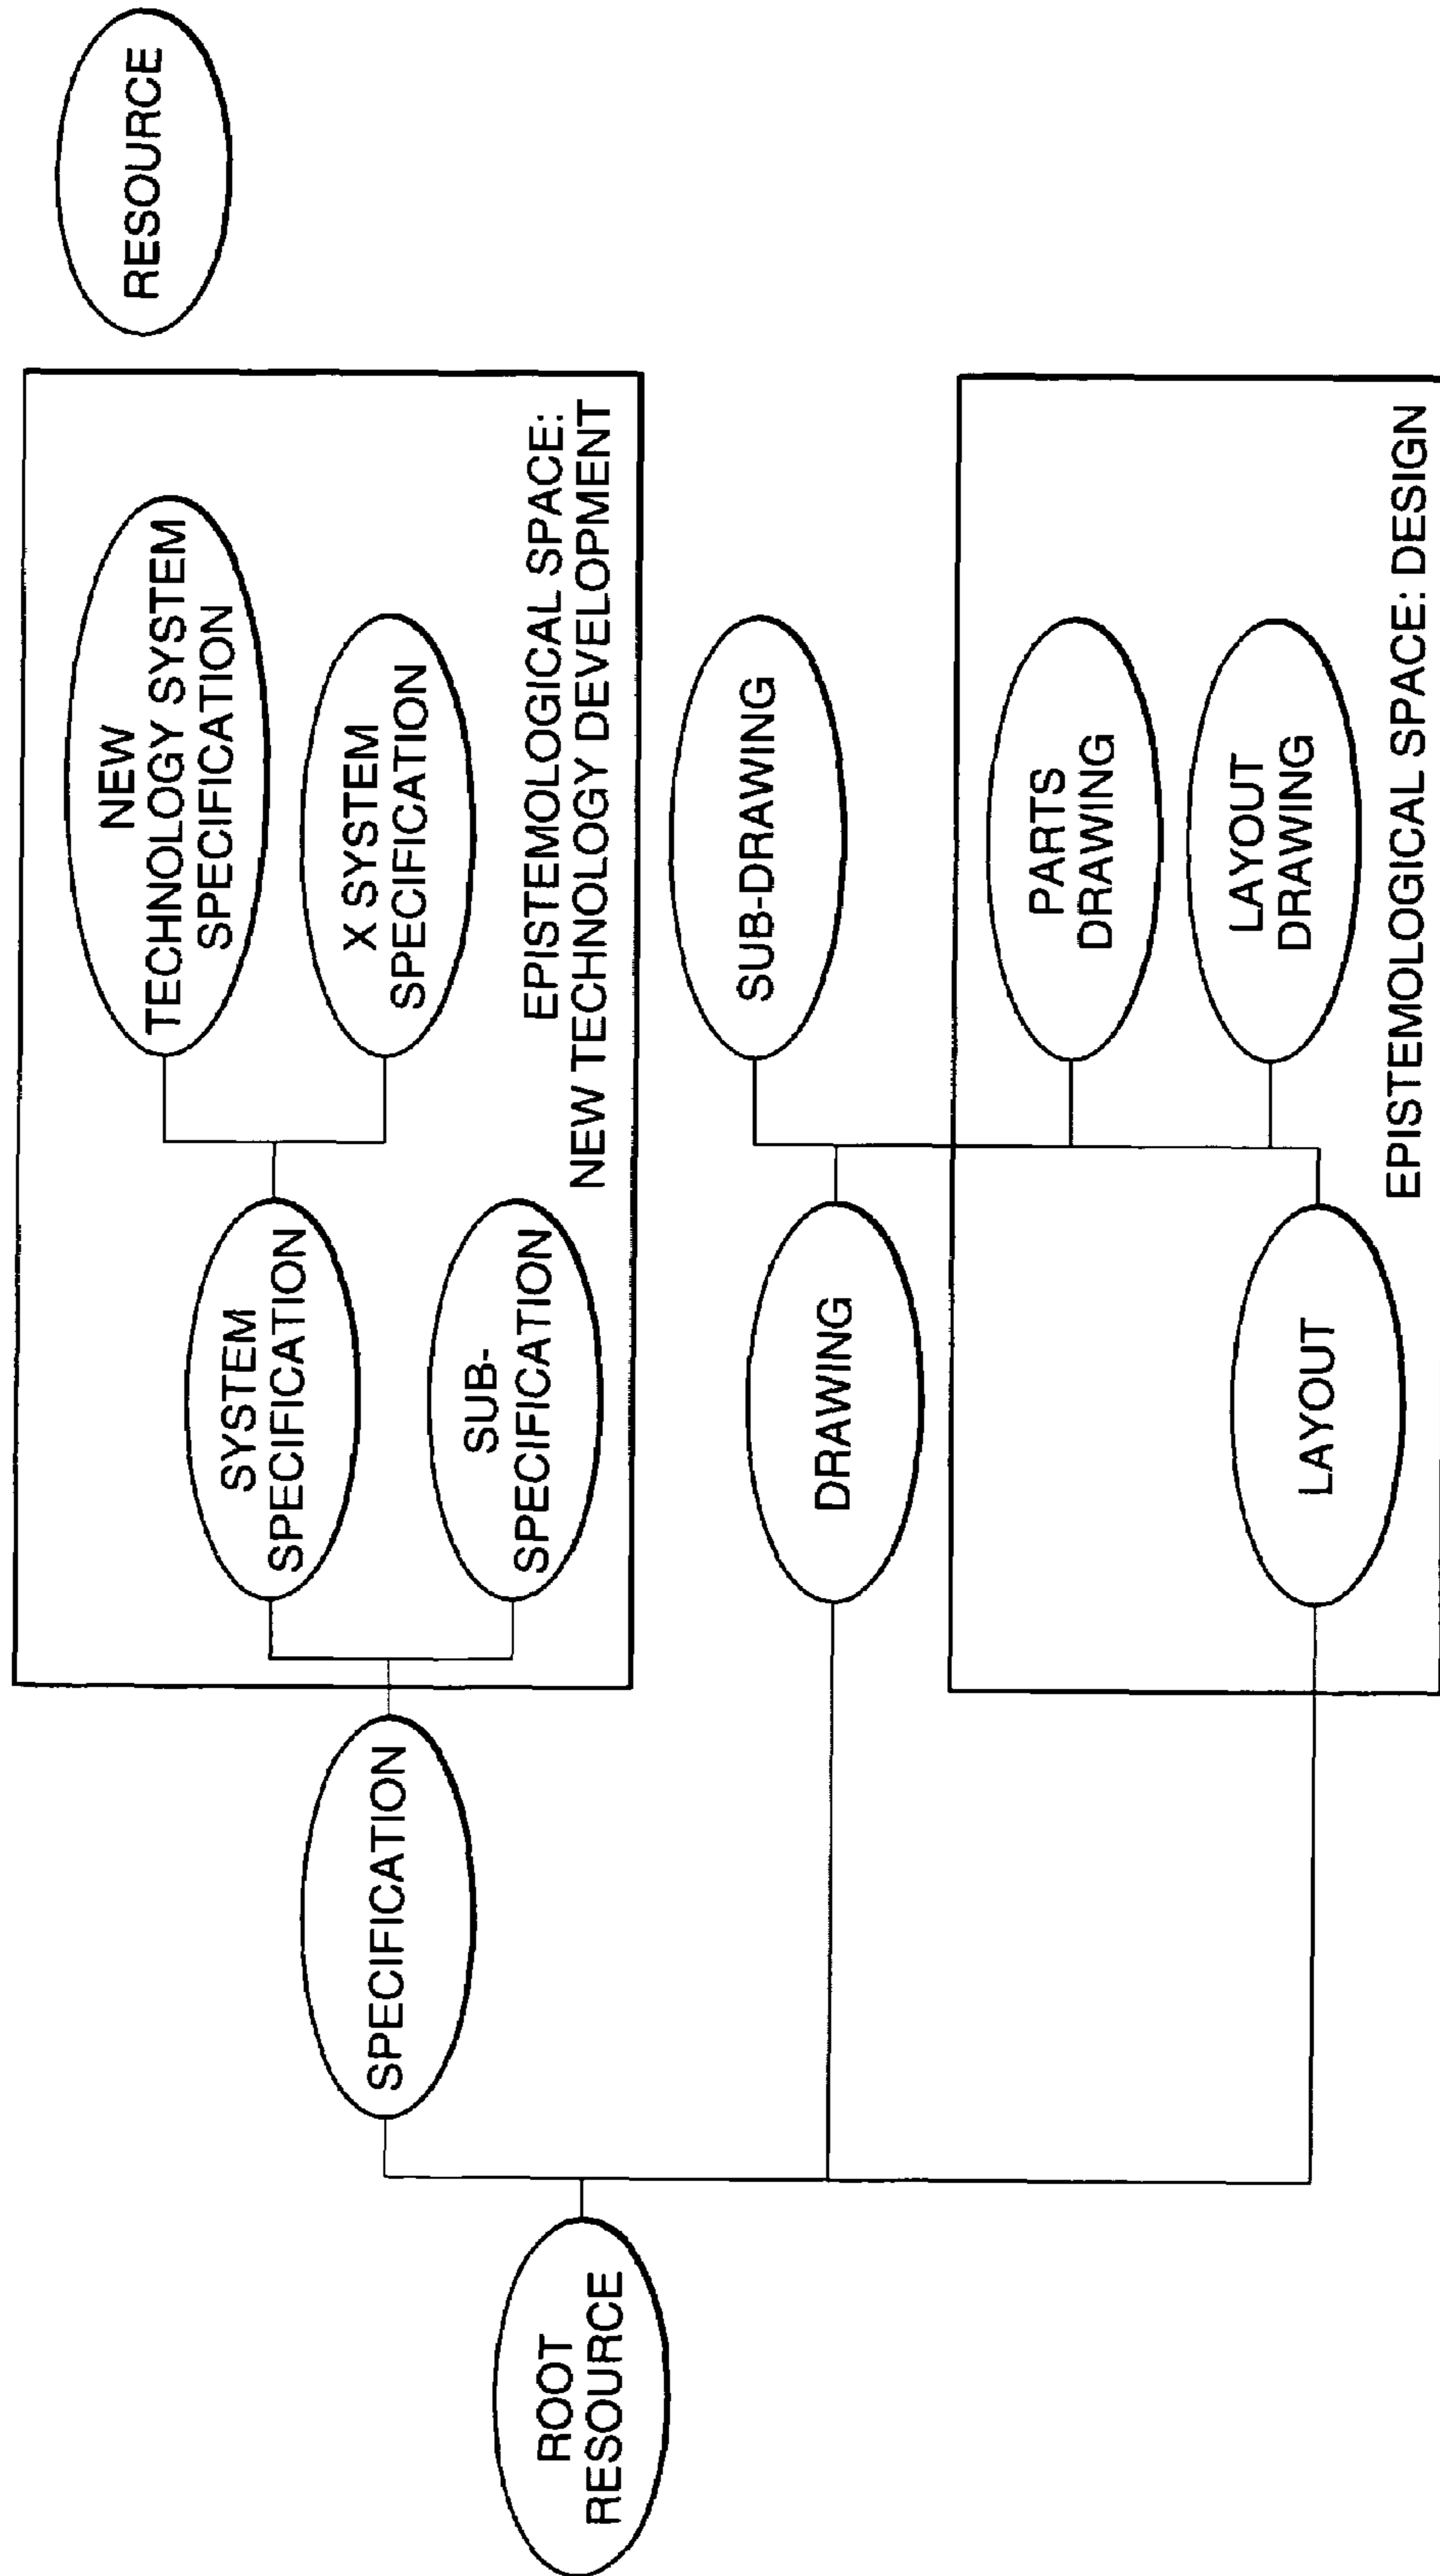 RESOURCE
NEW
TECHNOLOGY SYSTEM
SPECIFICATION
X SYSTEM
SPECIFICATION
SYSTEM
SPECIFICATION
SUB-
SPECIFICATION
EPISTEMOLOGICAL SPACE:
NEW TECHNOLOGY DEVELOPMENT
SPECIFICATION
ROOT
RESOURCE
SUB-DRAWING
DRAWING
PARTS
DRAWING
LAYOUT
DRAWING
LAYOUT
EPISTEMOLOGICAL SPACE: DESIGN